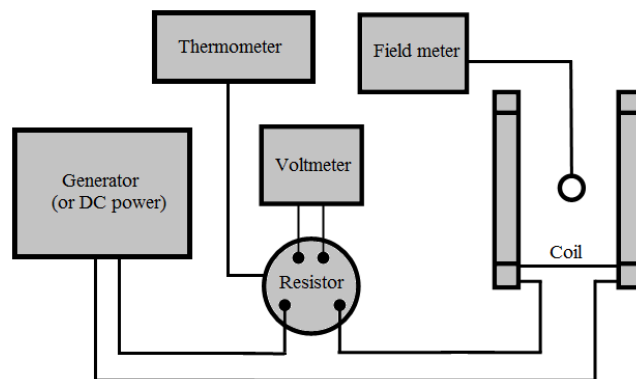 Thermometer
Field meter
Generator
(or DC power)
Voltmeter
Resistor
Coil